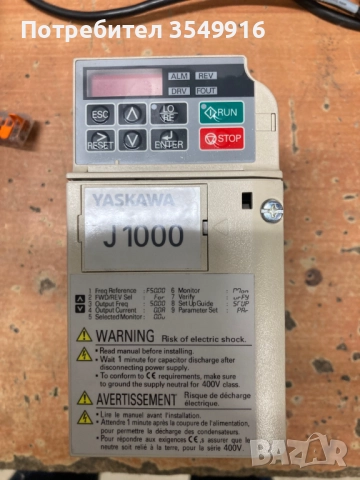 Потребител 3549916
ALM REV
DRV FOUT
ESC
LO
RE
RUN
RESET
ENTER
STOP
YASKAWA
J1000
1 Freq Reference : F5000 6 Monitor :
2 FWD/REV Sel : For 7 Verify :
3 Output Freq : 5000 8 Set Up Guide :
4 Output Current : 00A 9 Parameter Set :
5 Selected Monitor :
WARNING Risk of electric shock.
• Read manual before installing.
• Wait 1 minute for capacitor discharge after
disconnecting power supply.
• To conform to CE requirements, make sure
to ground the supply neutral for 400V class.
AVERTISSEMENT Risque de décharge
électrique.
• Lire le manuel avant l'installation.
• Attendre 1 minute après la coupure de l'alimentation,
pour permettre la décharge des condensateurs.
• Pour répondre aux exigences CE, assurer que le
neutre soit relié à la terre, pour la série 400V.
BAZAR
bg